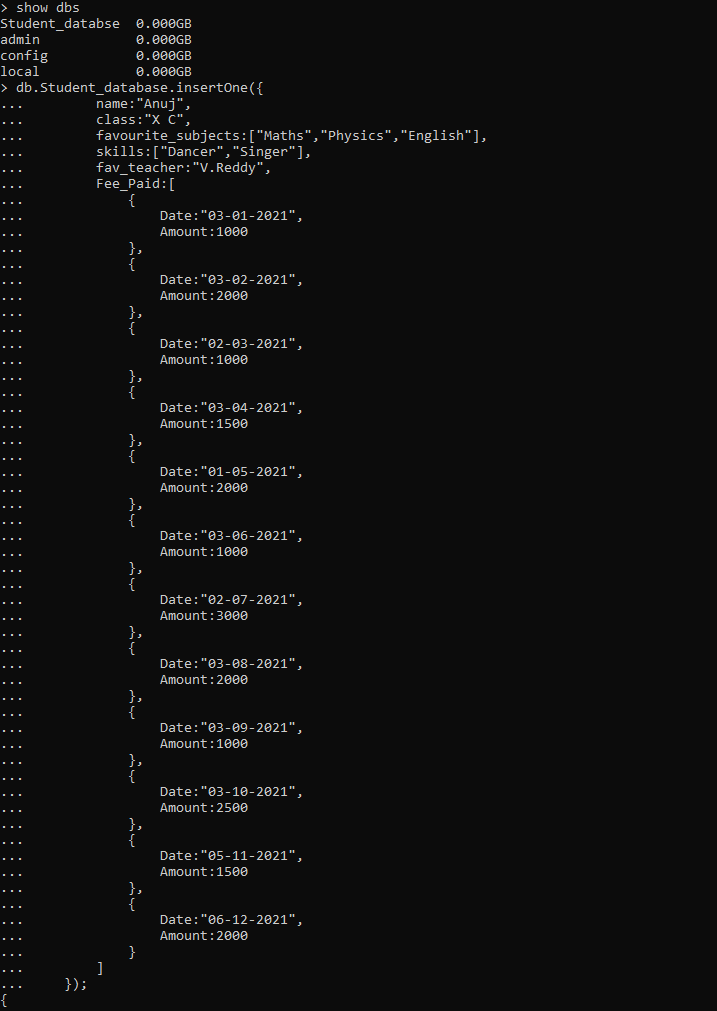 > show dbs
Student_databse  0.000GB
admin            0.000GB
config           0.000GB
local            0.000GB
> db.Student_database.insertOne({
...         name:"Anuj",
...         class:"X C",
...         favourite_subjects:["Maths","Physics","English"],
...         skills:["Dancer","Singer"],
...         fav_teacher:"V.Reddy",
...         Fee_Paid:[
...             {
...                 Date:"03-01-2021",
...                 Amount:1000
...             },
...             {
...                 Date:"03-02-2021",
...                 Amount:2000
...             },
...             {
...                 Date:"02-03-2021",
...                 Amount:1000
...             },
...             {
...                 Date:"03-04-2021",
...                 Amount:1500
...             },
...             {
...                 Date:"01-05-2021",
...                 Amount:2000
...             },
...             {
...                 Date:"03-06-2021",
...                 Amount:1000
...             },
...             {
...                 Date:"02-07-2021",
...                 Amount:3000
...             },
...             {
...                 Date:"03-08-2021",
...                 Amount:2000
...             },
...             {
...                 Date:"03-09-2021",
...                 Amount:1000
...             },
...             {
...                 Date:"03-10-2021",
...                 Amount:2500
...             },
...             {
...                 Date:"05-11-2021",
...                 Amount:1500
...             },
...             {
...                 Date:"06-12-2021",
...                 Amount:2000
...             }
...         ]
...     });
{